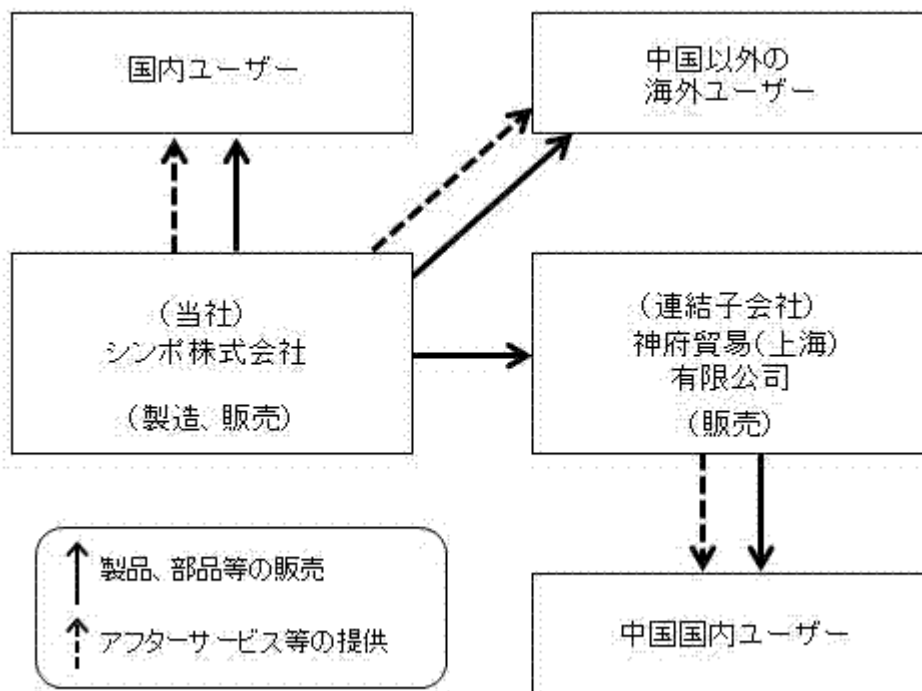 国内ユーザー
中国以外の
海外ユーザー
（当社）
シンポ株式会社
（製造、販売）
（連結子会社）
神府貿易（上海）
有限公司
（販売）
製品、部品等の販売
アフターサービス等の提供
中国国内ユーザー